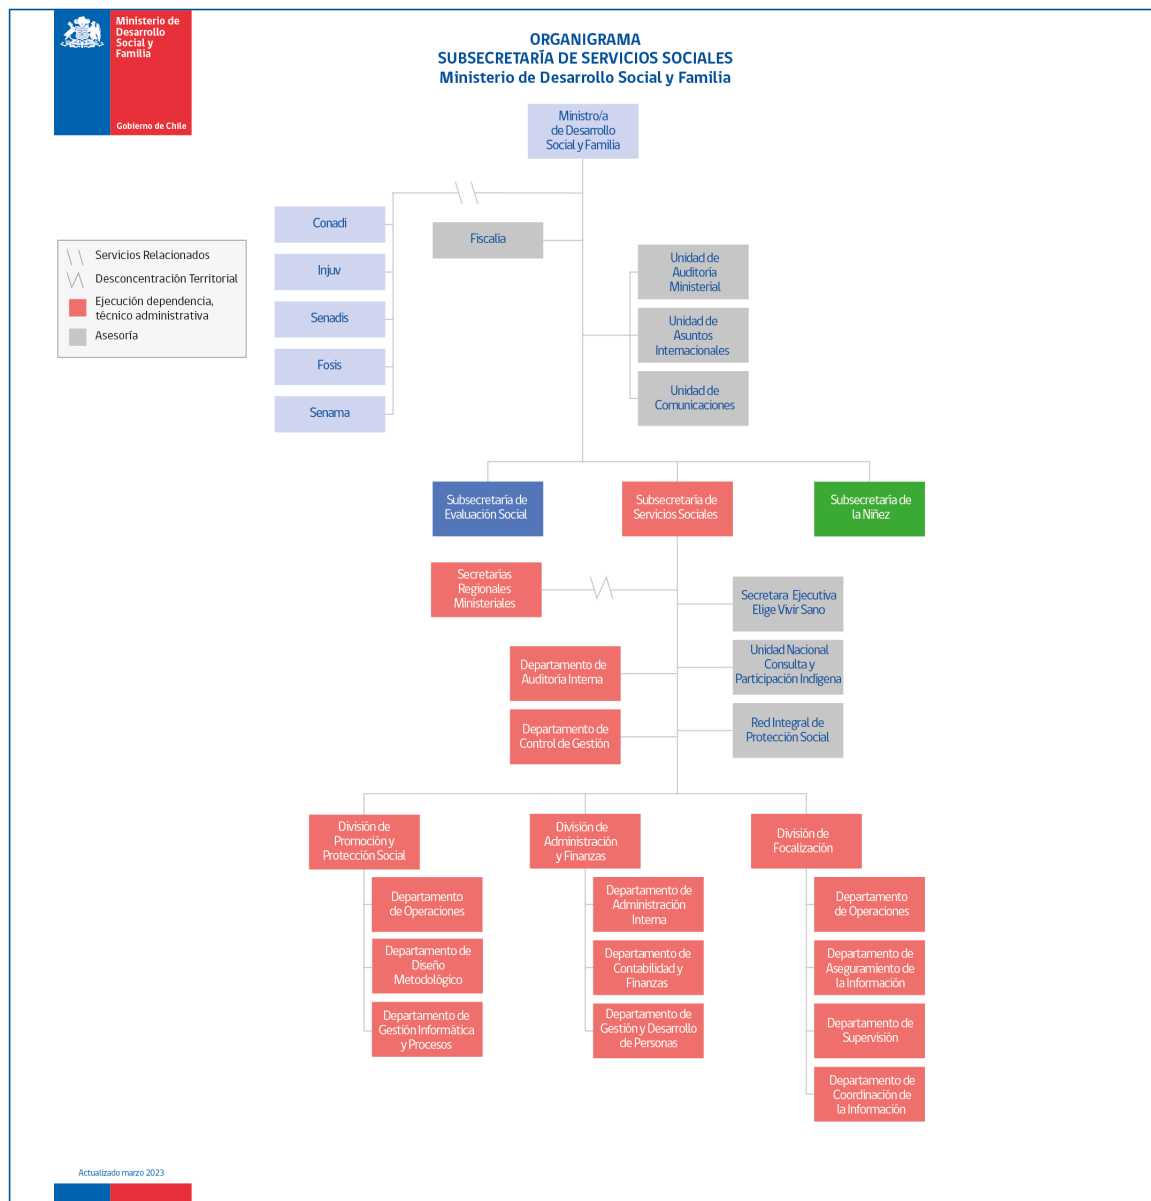 Ministerio de
Desarrollo
Social y
Familia
Gobierno de Chile
ORGANIGRAMA
SUBSECRETARÍA DE SERVICIOS SOCIALES
Ministerio de Desarrollo Social y Familia
Ministro/a
de Desarrollo
Social y Familia
Conadi
Injuv
Senadis
Fosis
Senama
Fiscalía
Servicios Relacionados
Desconcentración Territorial
Ejecución dependencia,
técnico administrativa
Asesoría
Unidad de
Auditoría
Ministerial
Unidad de
Asuntos
Internacionales
Unidad de
Comunicaciones
Subsecretaría de
Evaluación Social
Subsecretaría de
Servicios Sociales
Subsecretaría de
la Niñez
Secretarías
Regionales
Ministeriales
Secretara Ejecutiva
Elige Vivir Sano
Unidad Nacional
Consulta y
Participación Indígena
Red Integral de
Protección Social
Departamento de
Auditoría Interna
Departamento de
Control de Gestión
División de
Promoción y
Protección Social
Departamento
de Operaciones
Departamento de
Diseño
Metodológico
Departamento de
Gestión Informática
y Procesos
División de
Administración
y Finanzas
Departamento de
Administración
Interna
Departamento de
Contabilidad y
Finanzas
Departamento de
Gestión y Desarrollo
de Personas
División de
Focalización
Departamento
de Operaciones
Departamento de
Aseguramiento de
la Información
Departamento de
Supervisión
Departamento de
Coordinación de
la Información
Actualizado marzo 2023